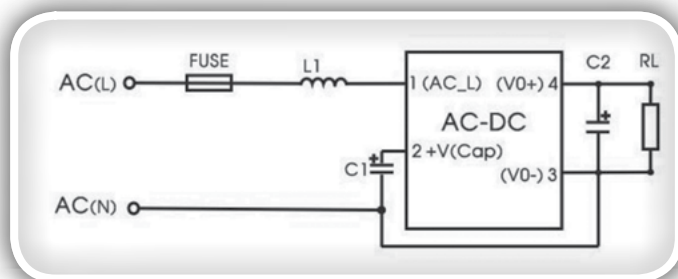 FUSE
L1
C2
RL
AC(L)
1 (AC_L)
(V0+) 4
AC-DC
2 +V(Cap)
C1
(V0-) 3
AC(N)